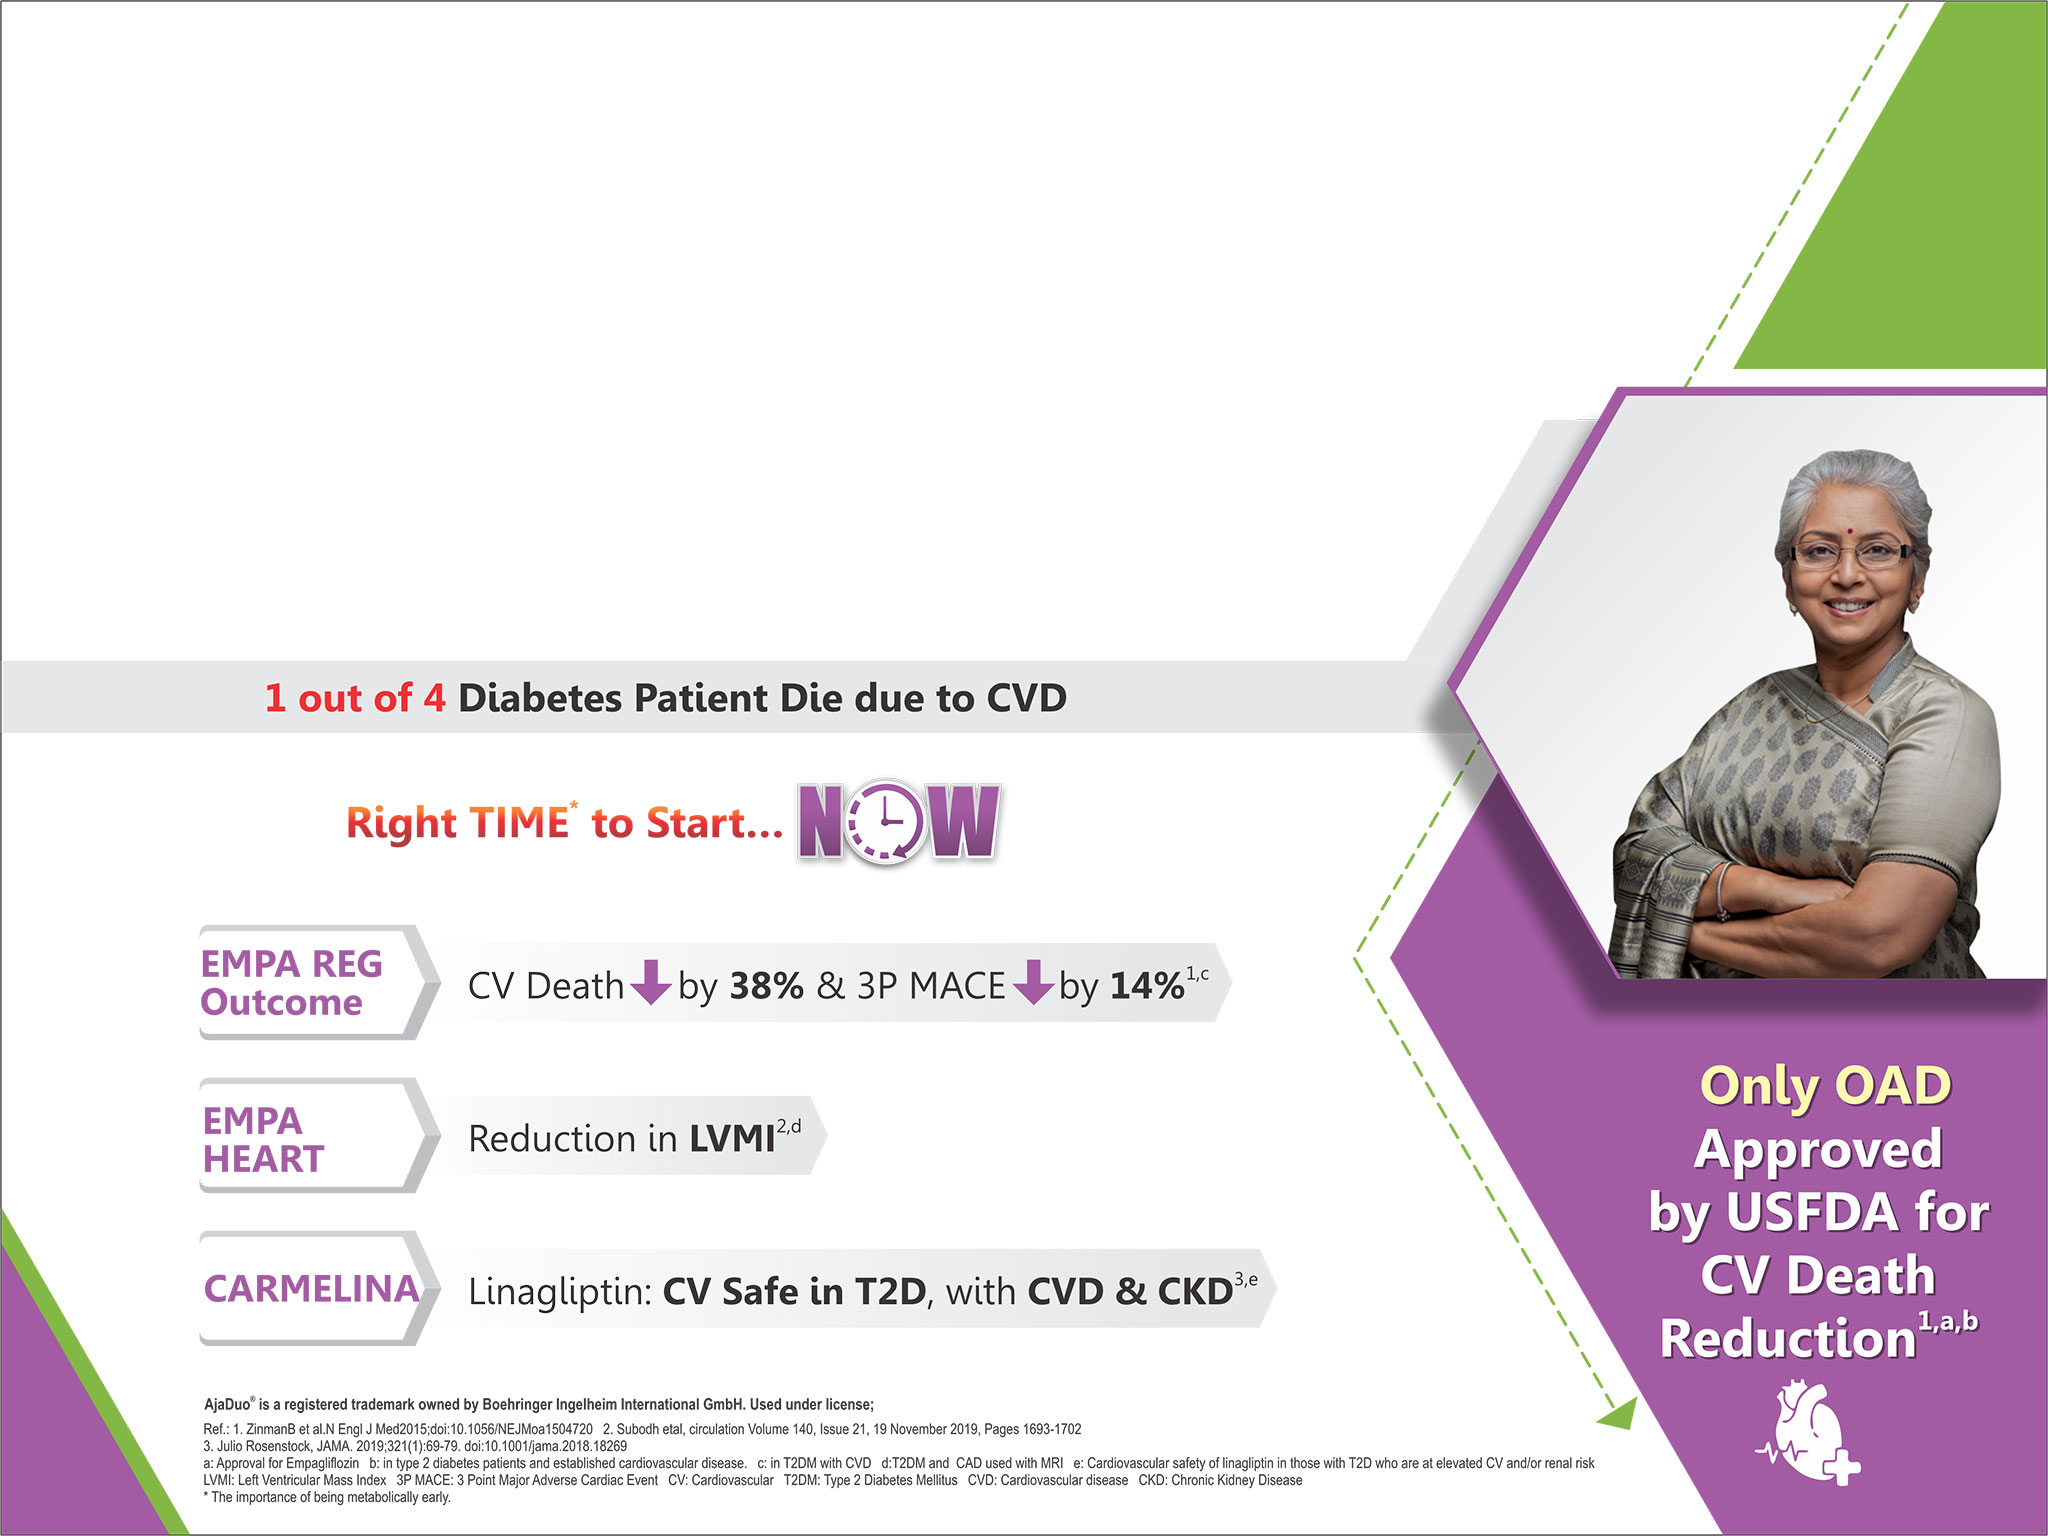 1 out of 4 Diabetes Patient Die due to CVD
Right TIME* to Start... NOW
EMPA REG
Outcome
CV Death by 38% & 3P MACE by 14%1,c
EMPA
HEART
Reduction in LVMI2,d
CARMELINA
Linagliptin: CV Safe in T2D, with CVD & CKD3,e
Only OAD
Approved
by USFDA for
CV Death
Reduction1,a,b
AjaDuo® is a registered trademark owned by Boehringer Ingelheim International GmbH. Used under license;
Ref.: 1. ZinmanB et al.N Engl J Med2015;doi:10.1056/NEJMoa1504720 2. Subodh etal, circulation Volume 140, Issue 21, 19 November 2019, Pages 1693-1702
3. Julio Rosenstock, JAMA. 2019;321(1):69-79. doi:10.1001/jama.2018.18269
a: Approval for Empagliflozin b: in type 2 diabetes patients and established cardiovascular disease. c: in T2DM with CVD d:T2DM and CAD used with MRI e: Cardiovascular safety of linagliptin in those with T2D who are at elevated CV and/or renal risk
LVMI: Left Ventricular Mass Index 3P MACE: 3 Point Major Adverse Cardiac Event CV: Cardiovascular T2DM: Type 2 Diabetes Mellitus CVD: Cardiovascular disease CKD: Chronic Kidney Disease
* The importance of being metabolically early.